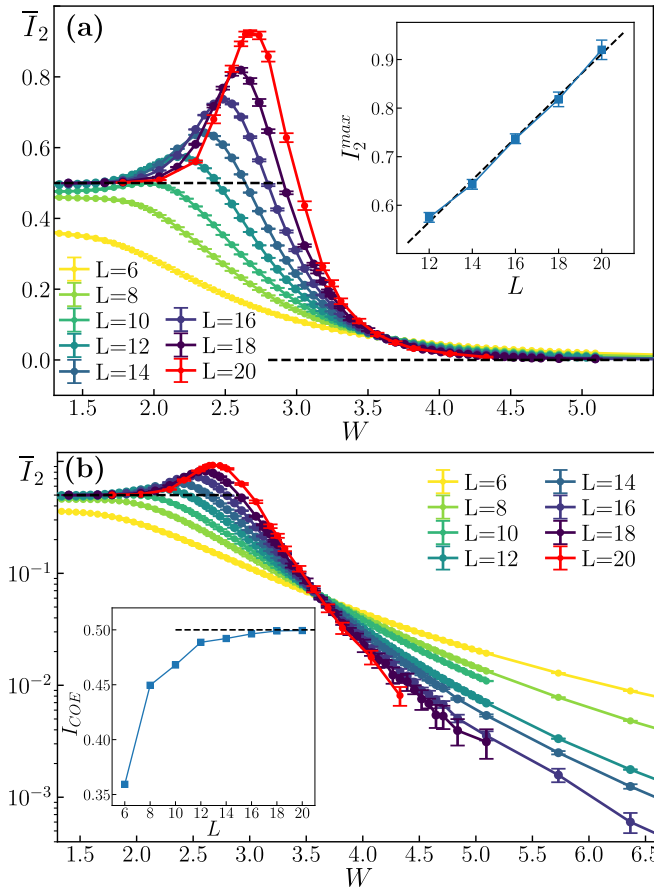 I̅₂
(a)
0.8
0.6
0.4
0.2
0.0
1.5 2.0 2.5 3.0 3.5 4.0 4.5 5.0
W
L=6
L=8
L=10
L=12
L=14
L=16
L=18
L=20
I₂ᵐᵃˣ
0.9
0.8
0.7
0.6
12 14 16 18 20
L
I̅₂
(b)
10⁻¹
10⁻²
10⁻³
1.5 2.0 2.5 3.0 3.5 4.0 4.5 5.0 5.5 6.0 6.5
W
L=6
L=8
L=10
L=12
L=14
L=16
L=18
L=20
I_COE
0.50
0.45
0.40
0.35
6 8 10 12 14 16 18 20
L